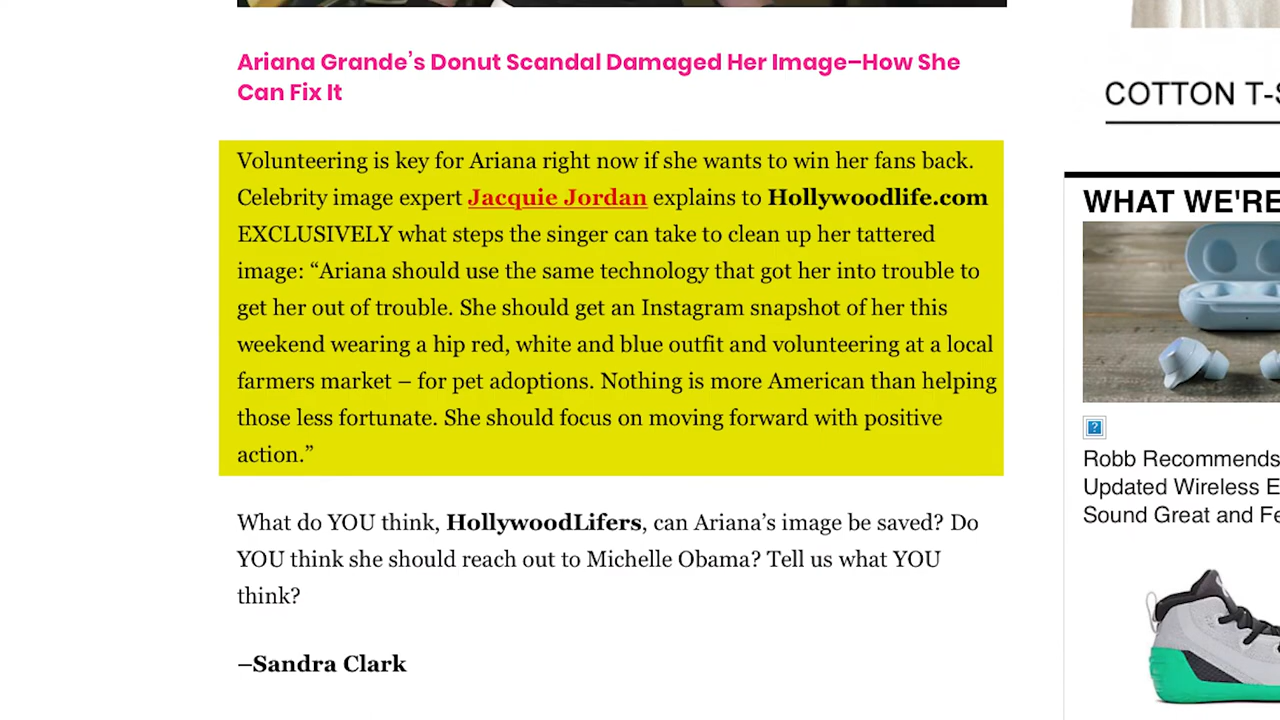 Ariana Grande’s Donut Scandal Damaged Her Image–How She
Can Fix It
Volunteering is key for Ariana right now if she wants to win her fans back.
Celebrity image expert Jacquie Jordan explains to Hollywoodlife.com
EXCLUSIVELY what steps the singer can take to clean up her tattered
image: “Ariana should use the same technology that got her into trouble to
get her out of trouble. She should get an Instagram snapshot of her this
weekend wearing a hip red, white and blue outfit and volunteering at a local
farmers market – for pet adoptions. Nothing is more American than helping
those less fortunate. She should focus on moving forward with positive
action.”
What do YOU think, HollywoodLifers, can Ariana’s image be saved? Do
YOU think she should reach out to Michelle Obama? Tell us what YOU
think?
–Sandra Clark
COTTON T-S
WHAT WE'RE
?
Robb Recommends
Updated Wireless E
Sound Great and Fe